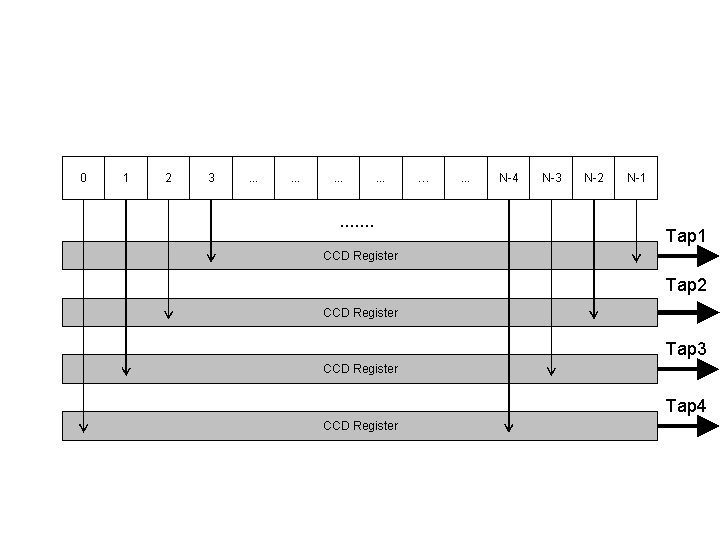 0 1 2 3 ... ... ... ... ... ... N-4 N-3 N-2 N-1
.......
Tap1
CCD Register
Tap2
CCD Register
Tap3
CCD Register
Tap4
CCD Register